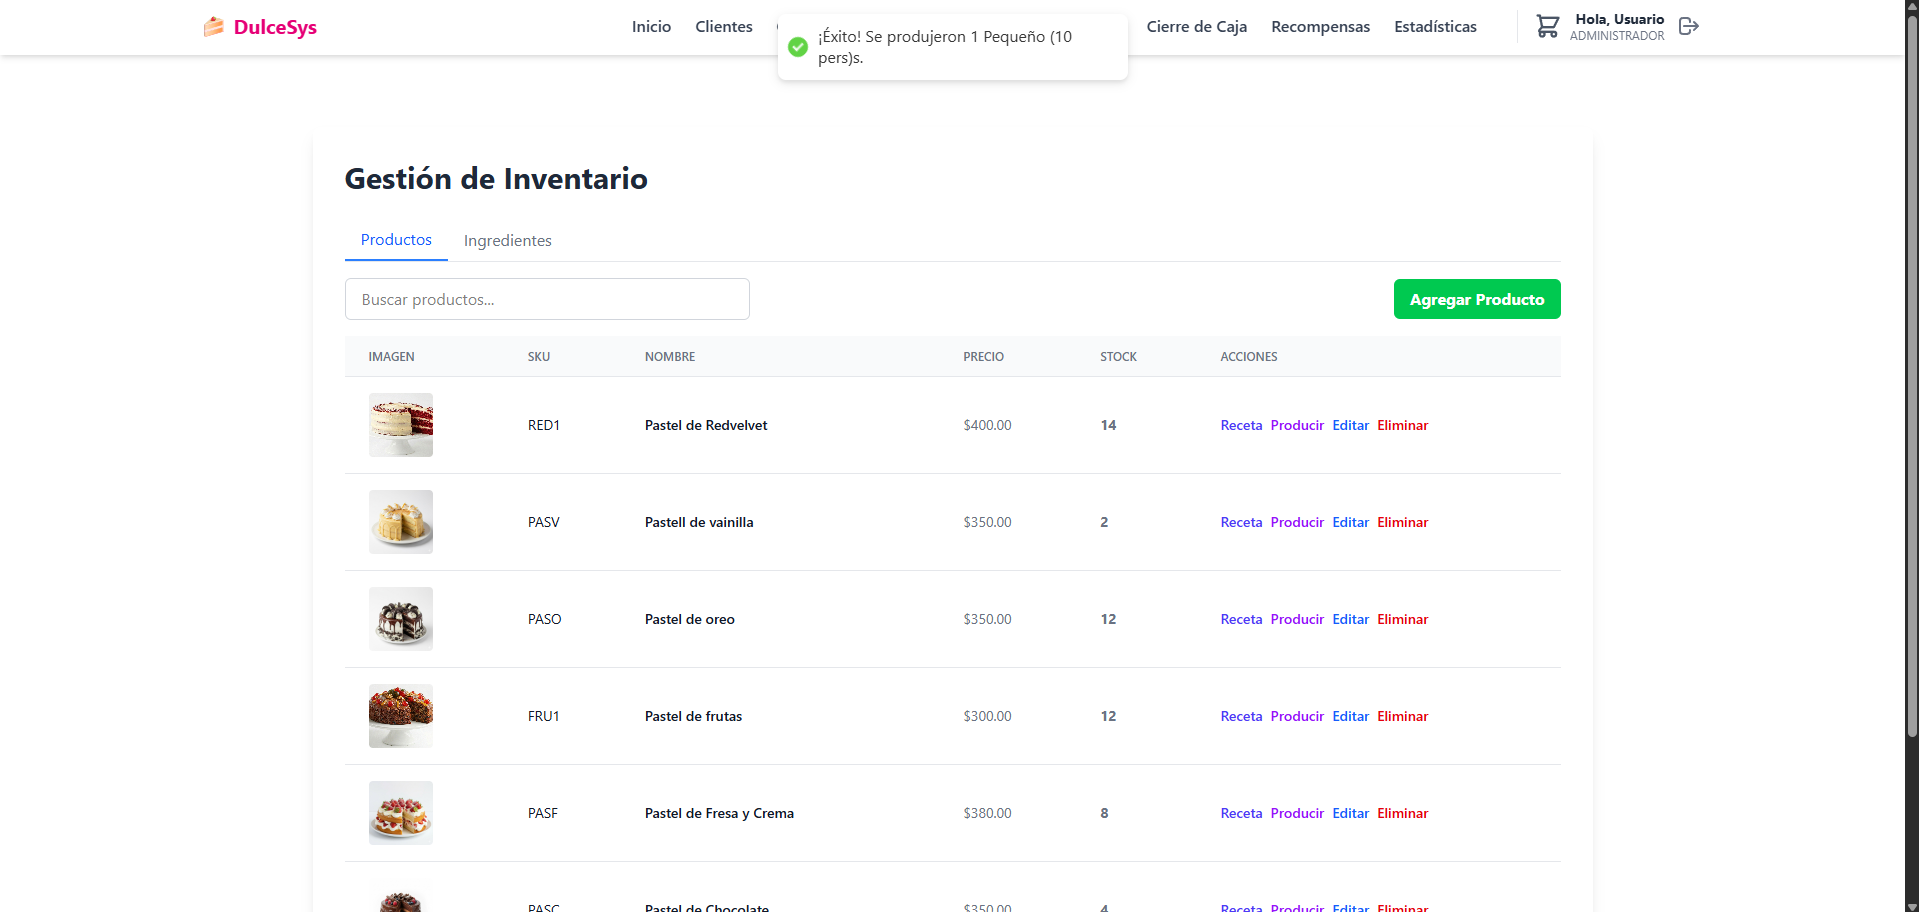 DulceSys
Inicio
Clientes
Cierre de Caja
Recompensas
Estadísticas
Hola, Usuario
ADMINISTRADOR
¡Éxito! Se produjeron 1 Pequeño (10
pers)s.
Gestión de Inventario
Productos
Ingredientes
Buscar productos...
Agregar Producto
IMAGEN SKU NOMBRE PRECIO STOCK ACCIONES
RED1 Pastel de Redvelvet $400.00 14 Receta Producir Editar Eliminar
PASV Pastell de vainilla $350.00 2 Receta Producir Editar Eliminar
PASO Pastel de oreo $350.00 12 Receta Producir Editar Eliminar
FRU1 Pastel de frutas $300.00 12 Receta Producir Editar Eliminar
PASF Pastel de Fresa y Crema $380.00 8 Receta Producir Editar Eliminar
PASC Pastel de Chocolate $350.00 4 Receta Producir Editar Eliminar